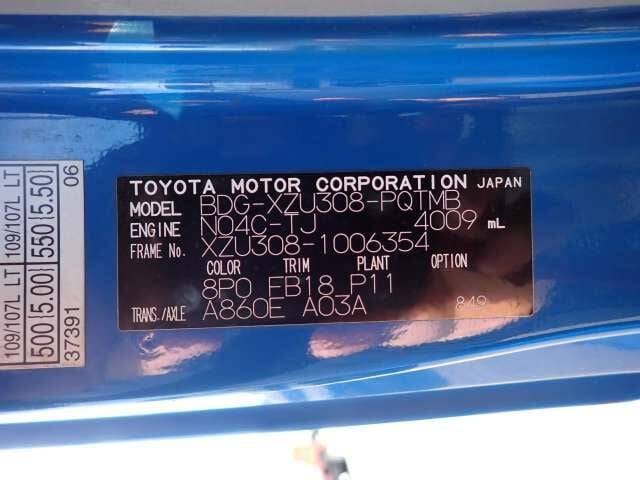 TOYOTA MOTOR CORPORATION JAPAN
MODEL BDG-XZU308-PQTMB
ENGINE N04C-TJ 4009 mL
FRAME No. XZU308-1006354
COLOR TRIM PLANT OPTION
8P0 FB18 P11
TRANS./AXLE A860E A03A 849
109/107L LT 109/107L LT
500 5.00 550 5.50
37391 06